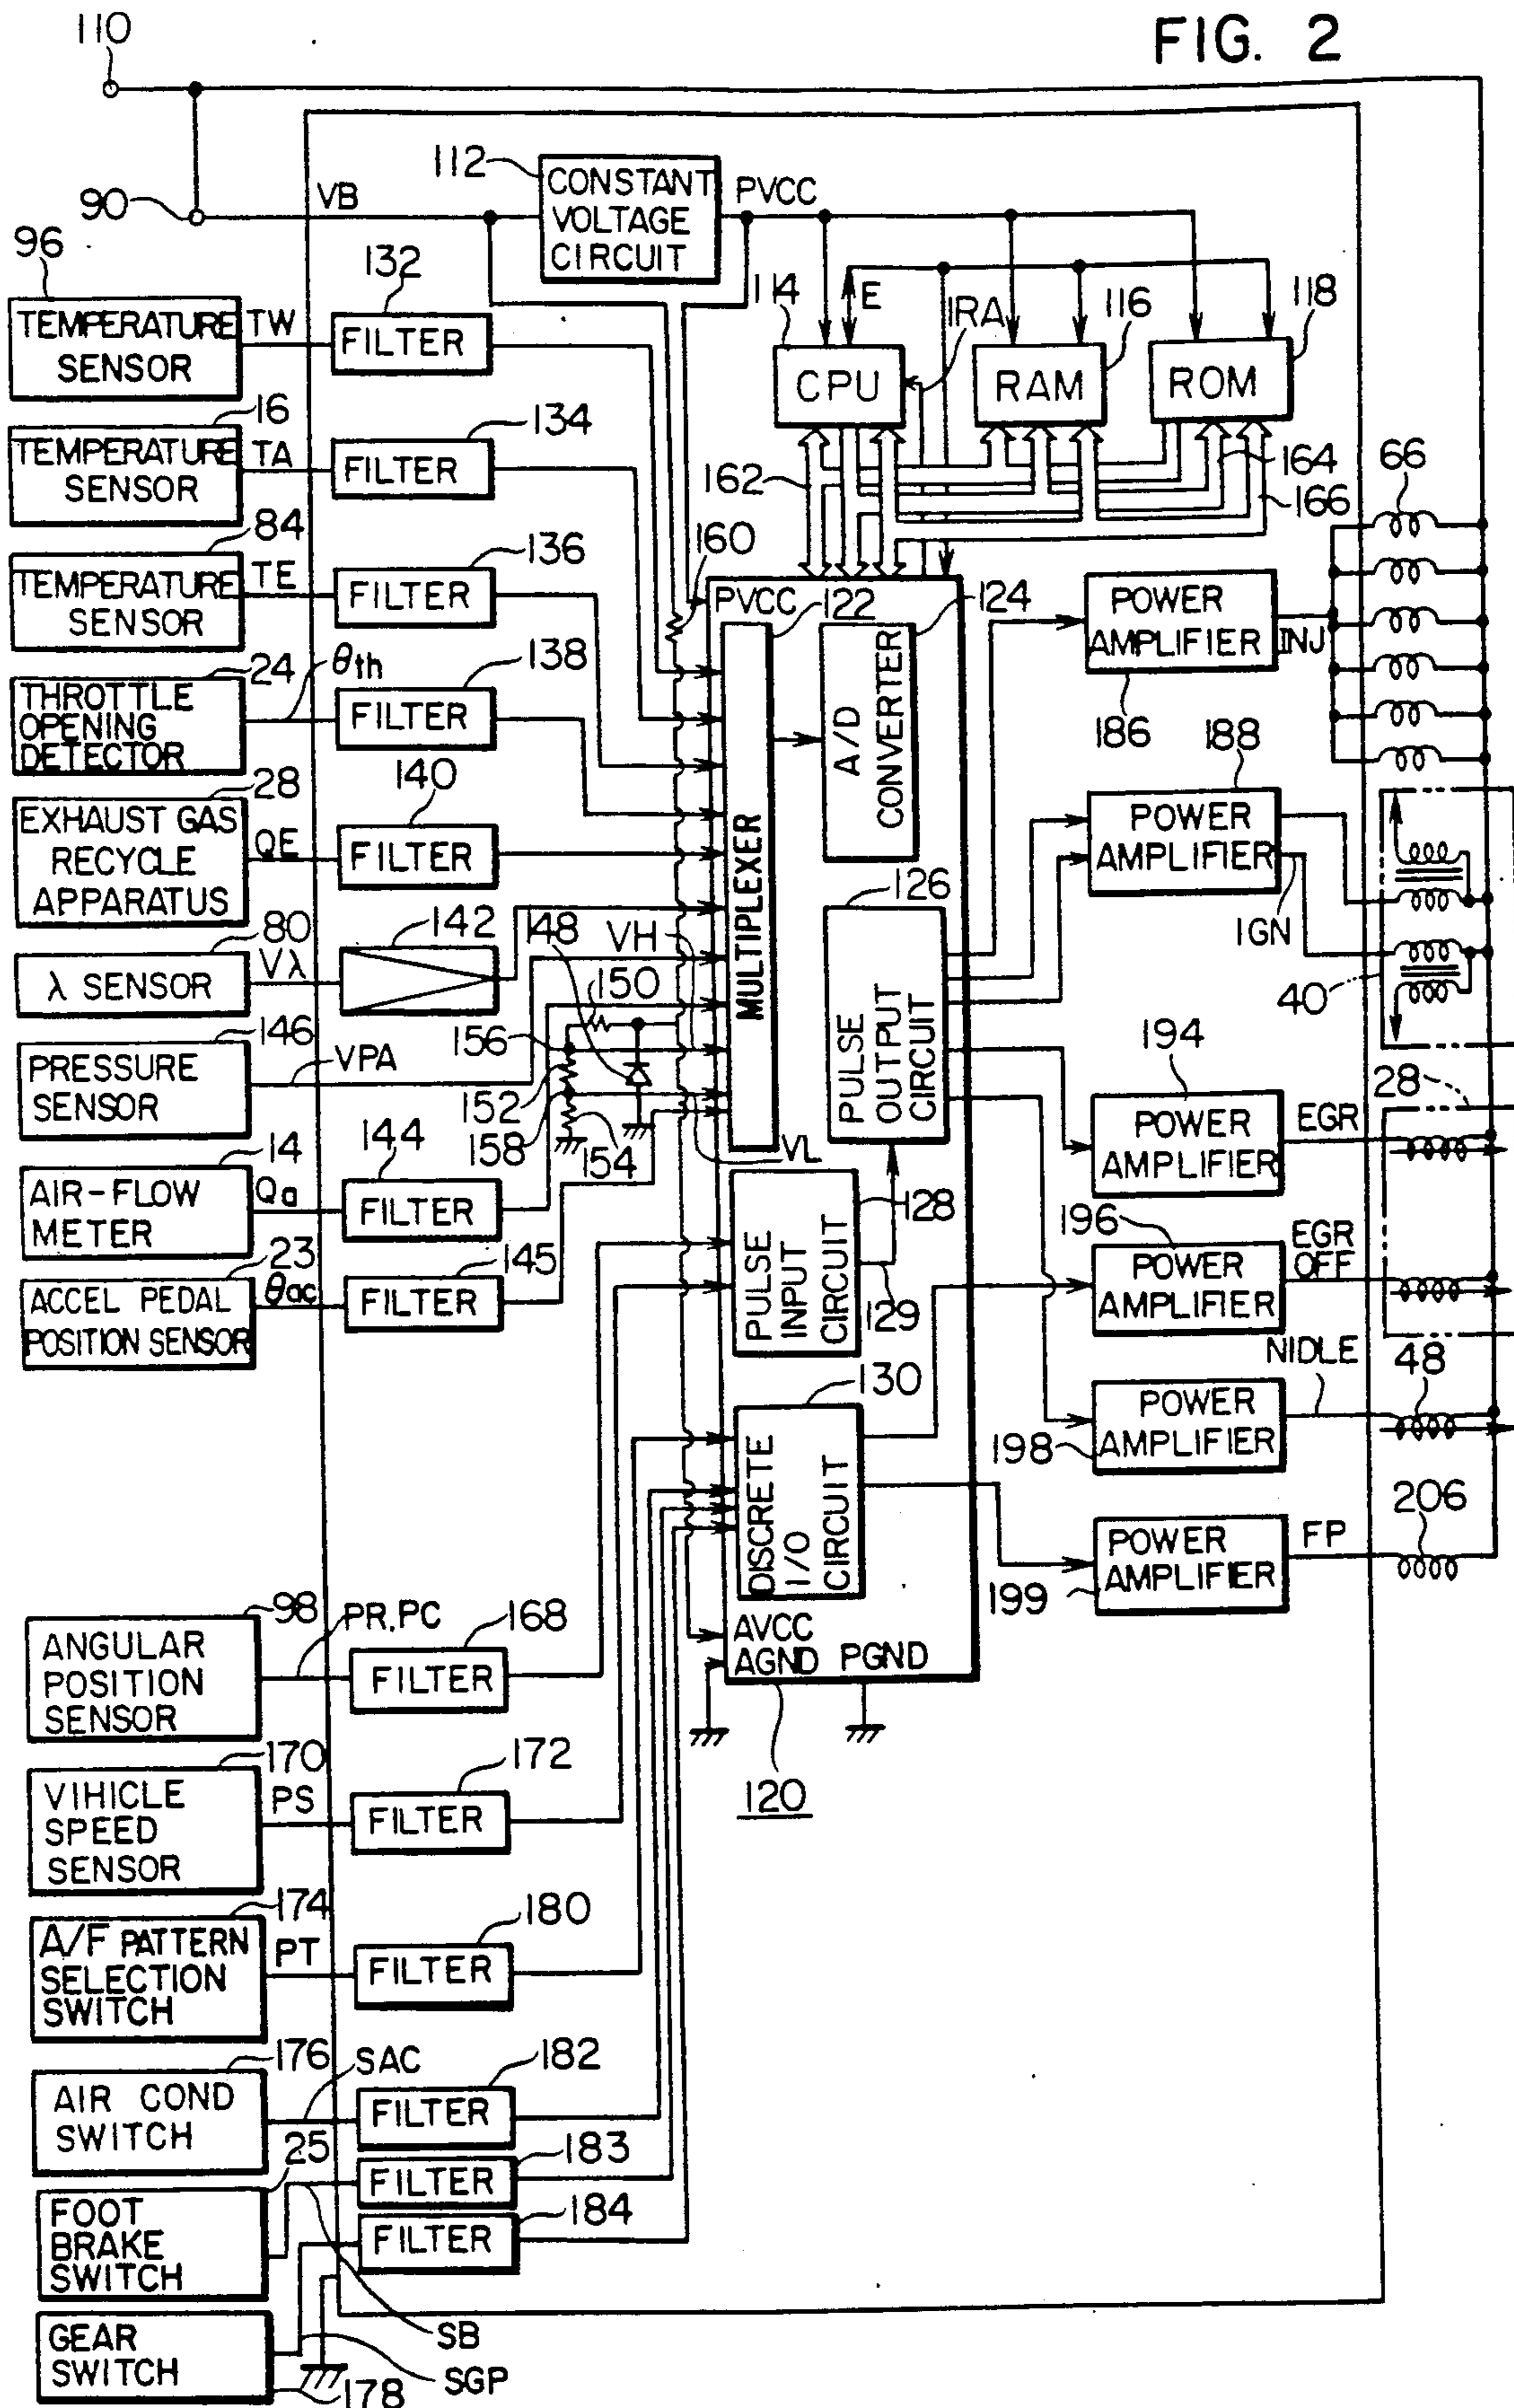 FIG. 2
110
90
VB
112
CONSTANT
VOLTAGE
CIRCUIT
PVCC
96
TEMPERATURE
SENSOR
TW
132
FILTER
114
E
CPU
IRA
116
RAM
118
ROM
16
TEMPERATURE
SENSOR
TA
134
FILTER
162
164
166
66
84
TEMPERATURE
SENSOR
TE
136
FILTER
160
PVCC
122
124
MULTIPLEXER
A/D
CONVERTER
POWER
AMPLIFIER
INJ
186
24
THROTTLE
OPENING
DETECTOR
θth
138
FILTER
28
EXHAUST GAS
RECYCLE
APPARATUS
QE
140
FILTER
188
POWER
AMPLIFIER
IGN
40
80
λ SENSOR
Vλ
142
148
VH
150
126
PULSE
OUTPUT
CIRCUIT
146
PRESSURE
SENSOR
VPA
156
152
158
154
VL
194
POWER
AMPLIFIER
EGR
28
14
AIR-FLOW
METER
Qa
144
FILTER
PULSE
INPUT
CIRCUIT
128
129
196
POWER
AMPLIFIER
EGR
OFF
23
ACCEL PEDAL
POSITION SENSOR
θac
145
FILTER
130
DISCRETE
I/O
CIRCUIT
NIDLE
48
POWER
AMPLIFIER
198
206
POWER
AMPLIFIER
FP
199
98
ANGULAR
POSITION
SENSOR
PR,PC
168
FILTER
AVCC
AGND PGND
120
170
VIHICLE
SPEED
SENSOR
PS
172
FILTER
174
A/F PATTERN
SELECTION
SWITCH
PT
180
FILTER
176
AIR COND
SWITCH
SAC
182
FILTER
25
FOOT
BRAKE
SWITCH
183
FILTER
184
FILTER
SB
GEAR
SWITCH
SGP
178